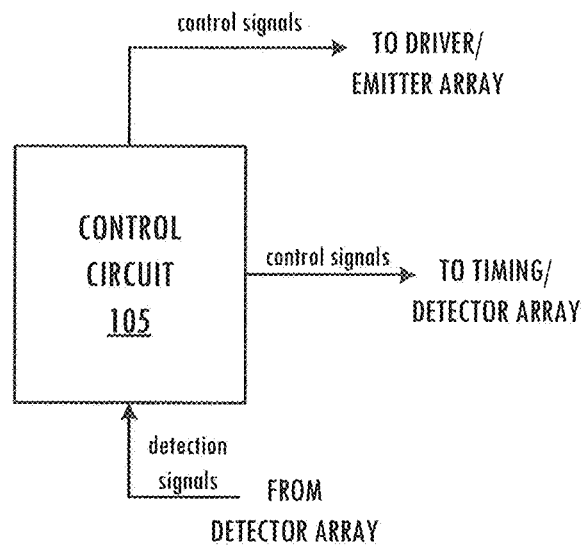 control signals
TO DRIVER/
EMITTER ARRAY
CONTROL
CIRCUIT
105
control signals
TO TIMING/
DETECTOR ARRAY
detection
signals
FROM
DETECTOR ARRAY